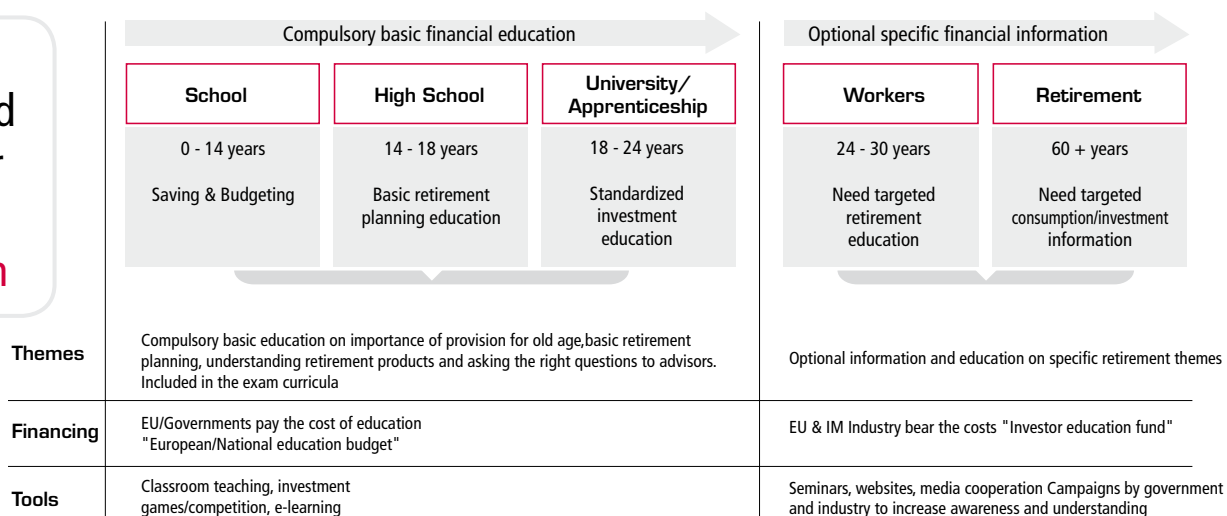 Compulsory basic financial education
Optional specific financial information
School
High School
University/
Apprenticeship
Workers
Retirement
0 - 14 years
14 - 18 years
18 - 24 years
24 - 30 years
60 + years
Saving & Budgeting
Basic retirement
planning education
Standardized
investment
education
Need targeted
retirement
education
Need targeted
consumption/investment
information
Themes
Compulsory basic education on importance of provision for old age,basic retirement
planning, understanding retirement products and asking the right questions to advisors.
Included in the exam curricula
Optional information and education on specific retirement themes
Financing
EU/Governments pay the cost of education
"European/National education budget"
EU & IM Industry bear the costs "Investor education fund"
Tools
Classroom teaching, investment
games/competition, e-learning
Seminars, websites, media cooperation Campaigns by government
and industry to increase awareness and understanding